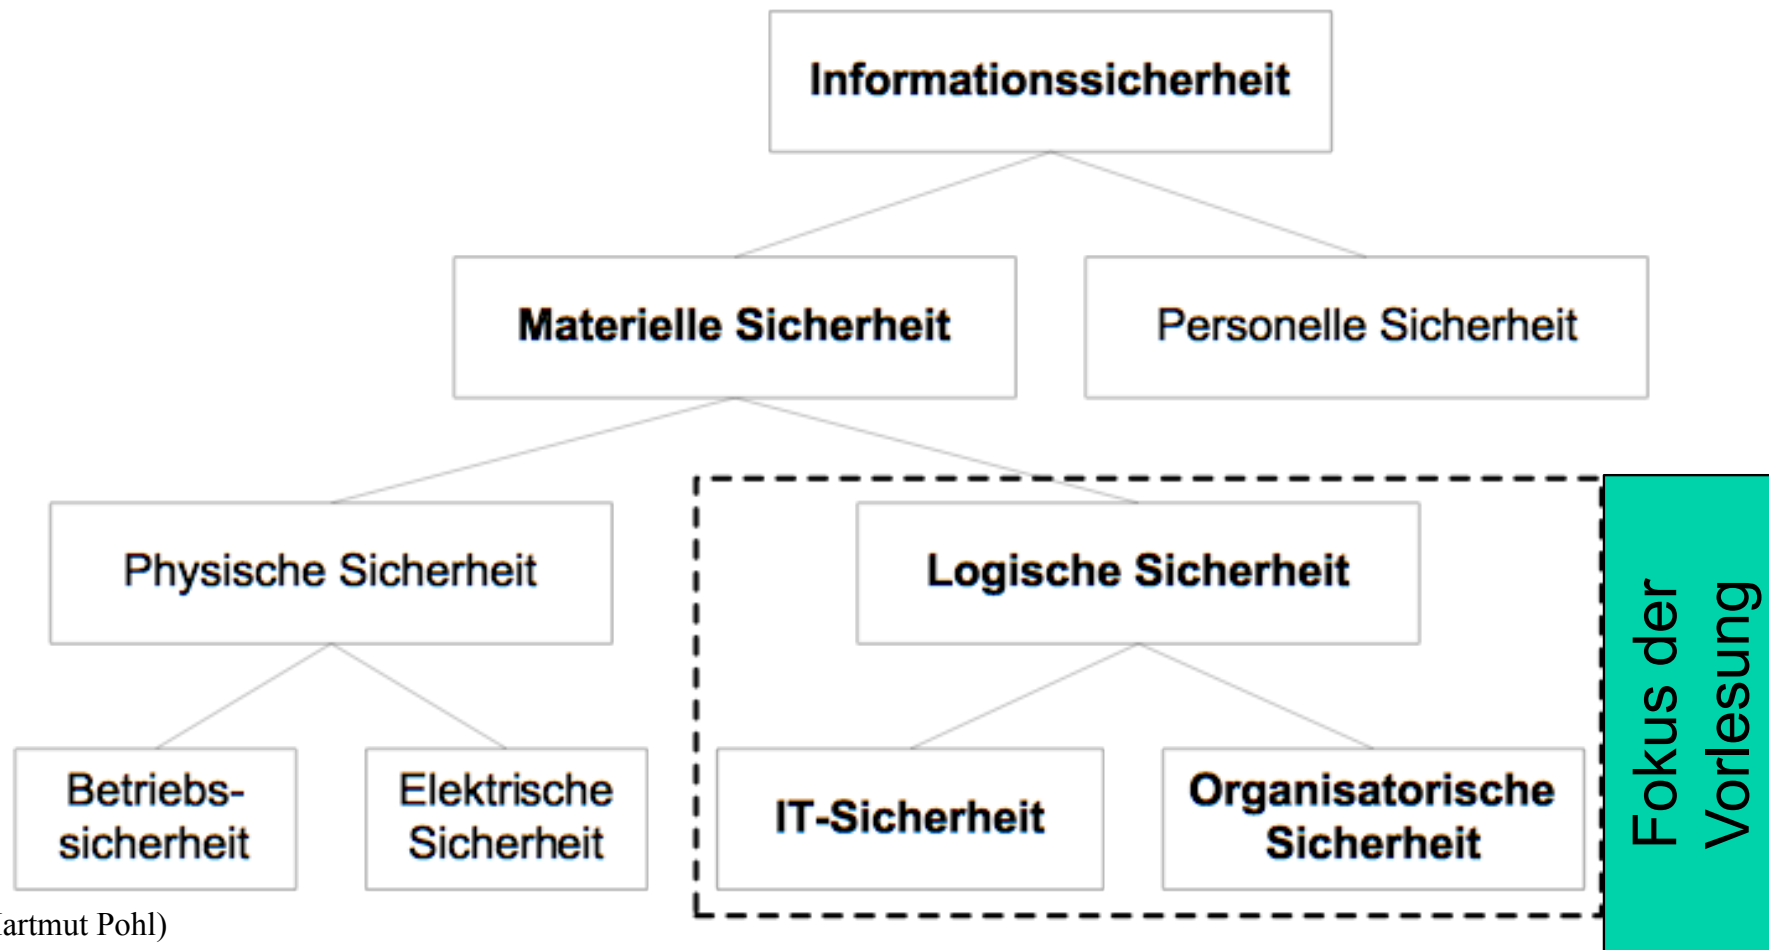 Informationssicherheit
Materielle Sicherheit
Personelle Sicherheit
Physische Sicherheit
Logische Sicherheit
Betriebs-
sicherheit
Elektrische
Sicherheit
IT-Sicherheit
Organisatorische
Sicherheit
Fokus der
Vorlesung
Hartmut Pohl)